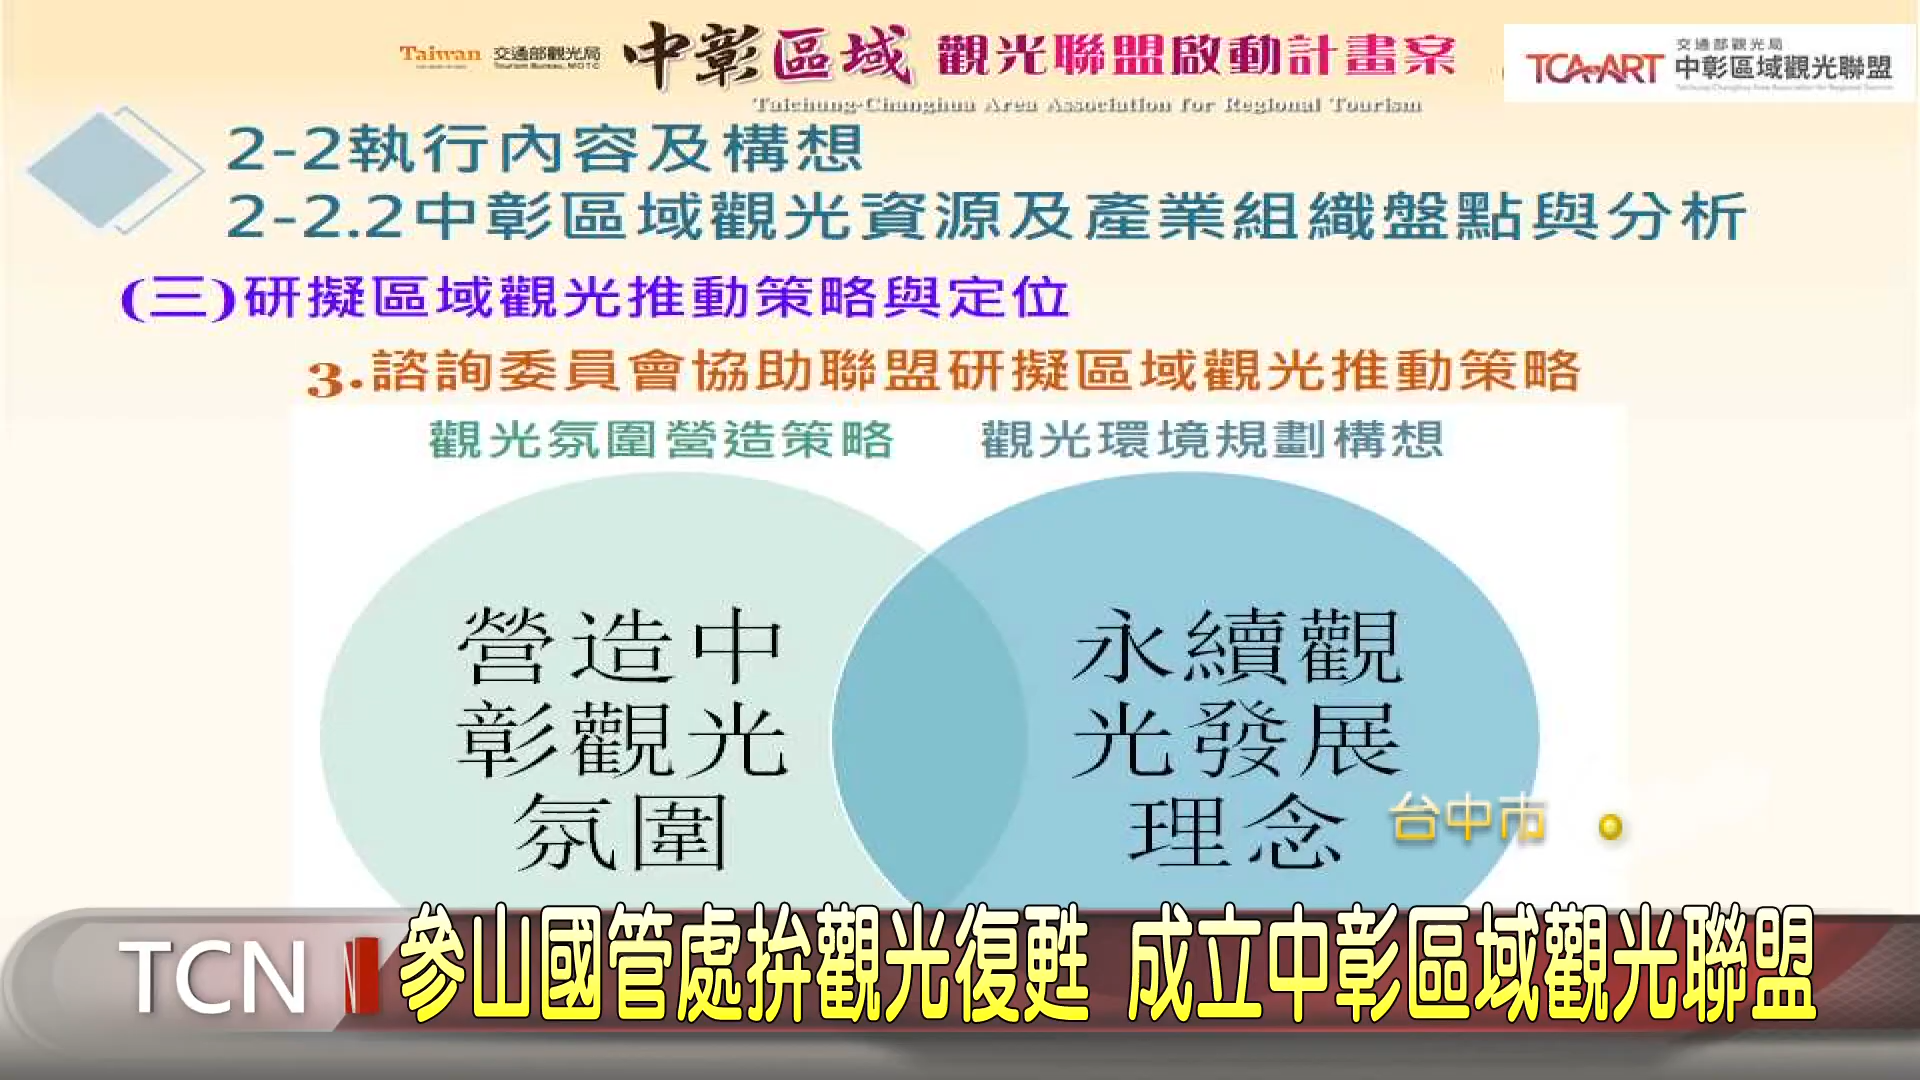 Taiwan 交通部觀光局
Tourism Bureau, MOTC
中彰區域 觀光聯盟啟動計畫案
Taichung-Changhua Area Association for Regional Tourism
TCAART 交通部觀光局
中彰區域觀光聯盟
2-2執行內容及構想
2-2.2中彰區域觀光資源及產業組織盤點與分析
(三)研擬區域觀光推動策略與定位
3.諮詢委員會協助聯盟研擬區域觀光推動策略
觀光氛圍營造策略
觀光環境規劃構想
營造中
彰觀光
氛圍
永續觀
光發展
理念
台中市
TCN
參山國管處拚觀光復甦 成立中彰區域觀光聯盟